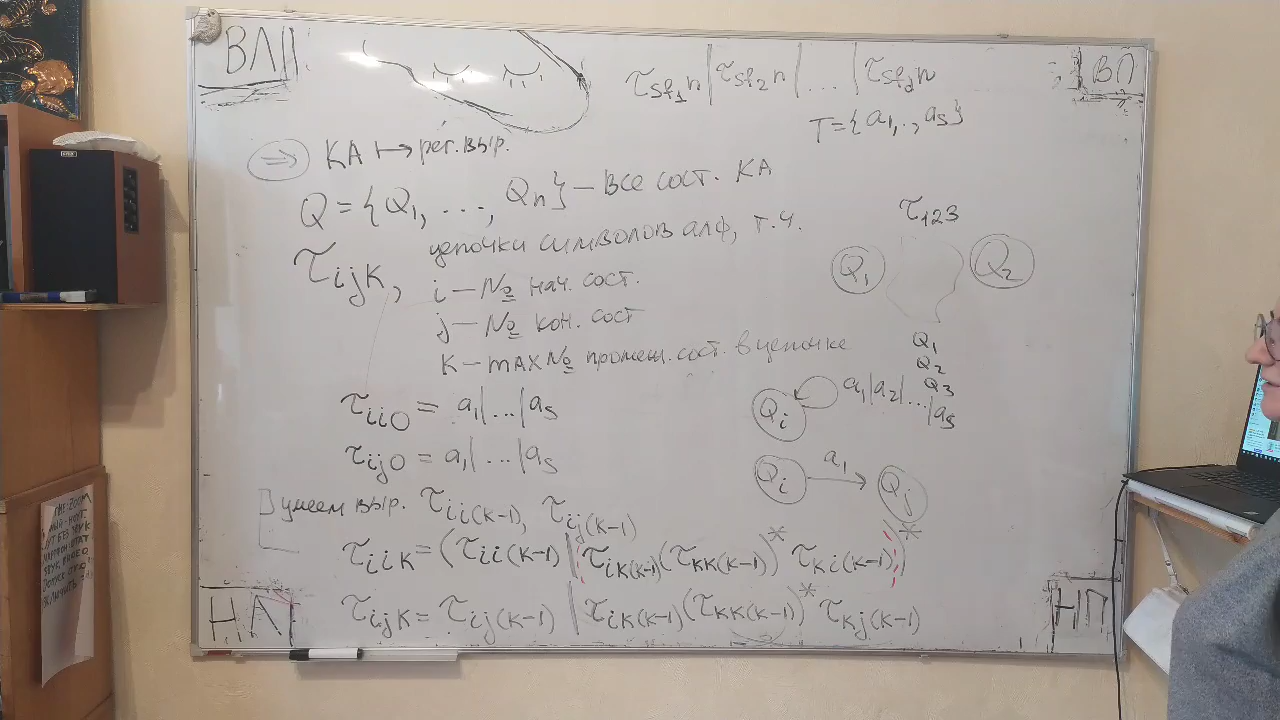 ВЛП
τsf₁n | τsf₂n | ... | τsfⱼn
ВП
T={a₁,.,as}
⇒ КА ↦ рег. выр.
Q = {Q₁, ..., Qn} – все сост. КА
τijk, цепочки символов алф, т.ч.
i – № нач. сост.
j – № кон. сост
k – max № промеж. сост. в цепочке
τ₁₂₃
Q₁ Q₂
Q₁
Q₂
Q₃
τii0 = a₁|...|as
Qi a₁|a₂|...|as
τij0 = a₁|...|as
Qi a₁ → Qj
умеем выр. τii(k-1), τij(k-1)
τiik = (τii(k-1) | τik(k-1)(τkk(k-1))* τki(k-1))*
τijk = τij(k-1) | τik(k-1)(τkk(k-1))* τkj(k-1)
НЛ
НП